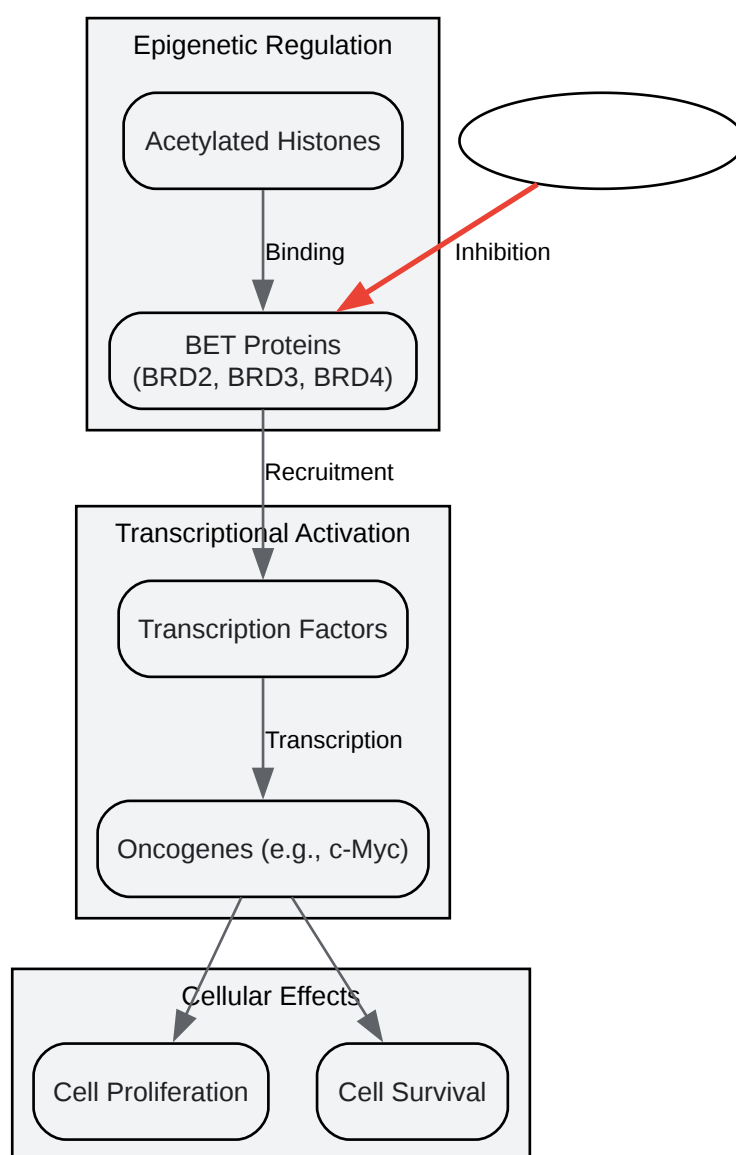 Epigenetic Regulation
Acetylated Histones
Binding
Inhibition
BET Proteins
(BRD2, BRD3, BRD4)
Recruitment
Transcriptional Activation
Transcription Factors
Transcription
Oncogenes (e.g., c-Myc)
Cellular Effects
Cell Proliferation
Cell Survival